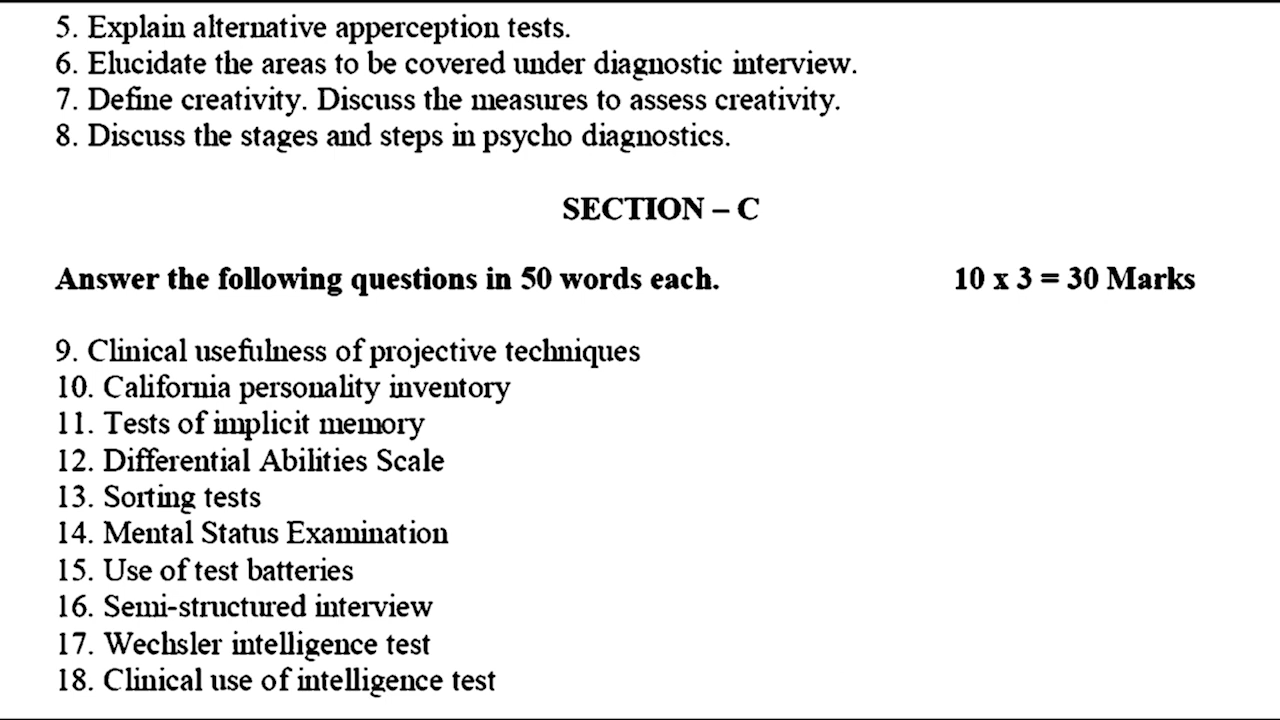 5. Explain alternative apperception tests.
6. Elucidate the areas to be covered under diagnostic interview.
7. Define creativity. Discuss the measures to assess creativity.
8. Discuss the stages and steps in psycho diagnostics.
SECTION – C
Answer the following questions in 50 words each. 10 x 3 = 30 Marks
9. Clinical usefulness of projective techniques
10. California personality inventory
11. Tests of implicit memory
12. Differential Abilities Scale
13. Sorting tests
14. Mental Status Examination
15. Use of test batteries
16. Semi-structured interview
17. Wechsler intelligence test
18. Clinical use of intelligence test